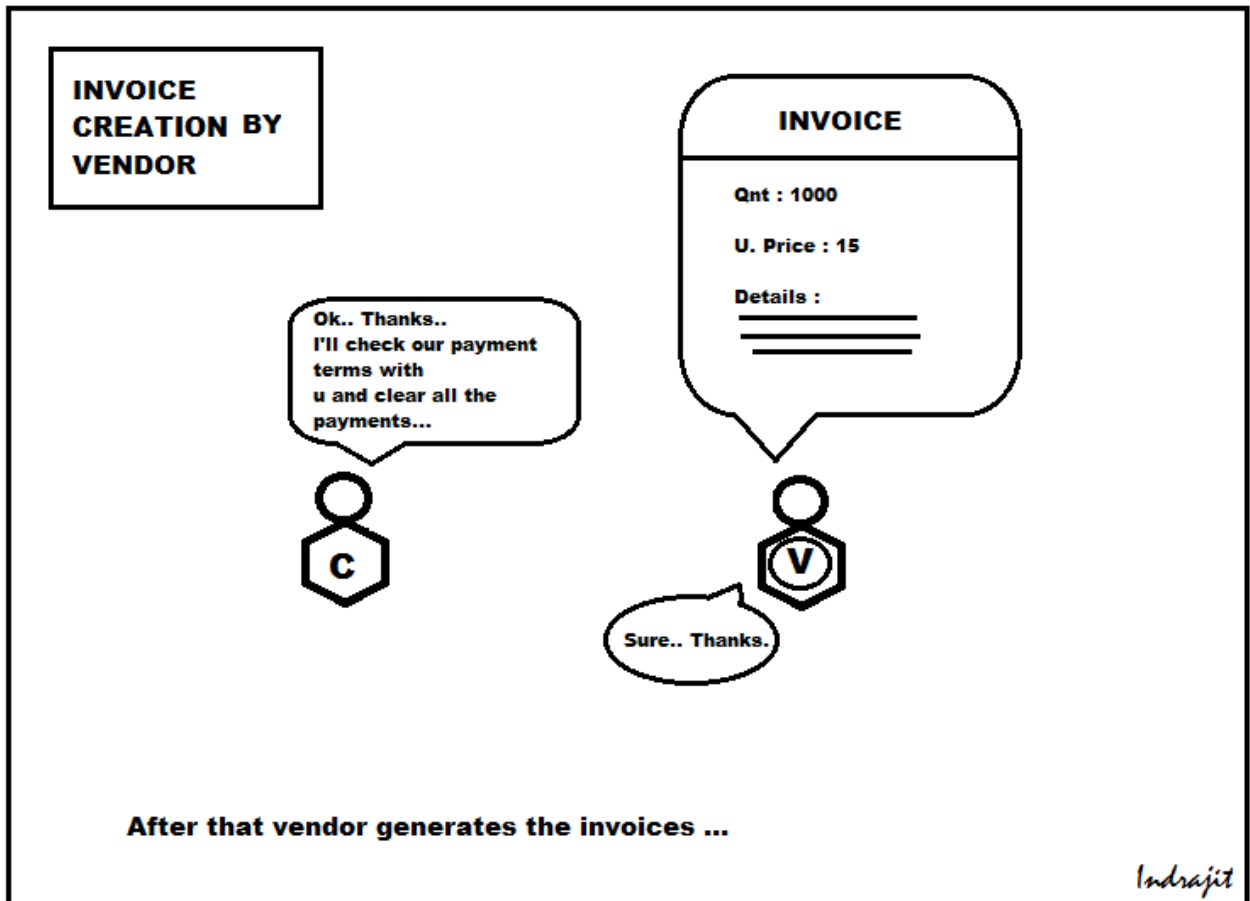 INVOICE
CREATION BY
VENDOR
INVOICE
Qnt : 1000
U. Price : 15
Details :
Ok.. Thanks..
I'll check our payment
terms with
u and clear all the
payments...
C
V
Sure.. Thanks.
After that vendor generates the invoices ...
Indrajit